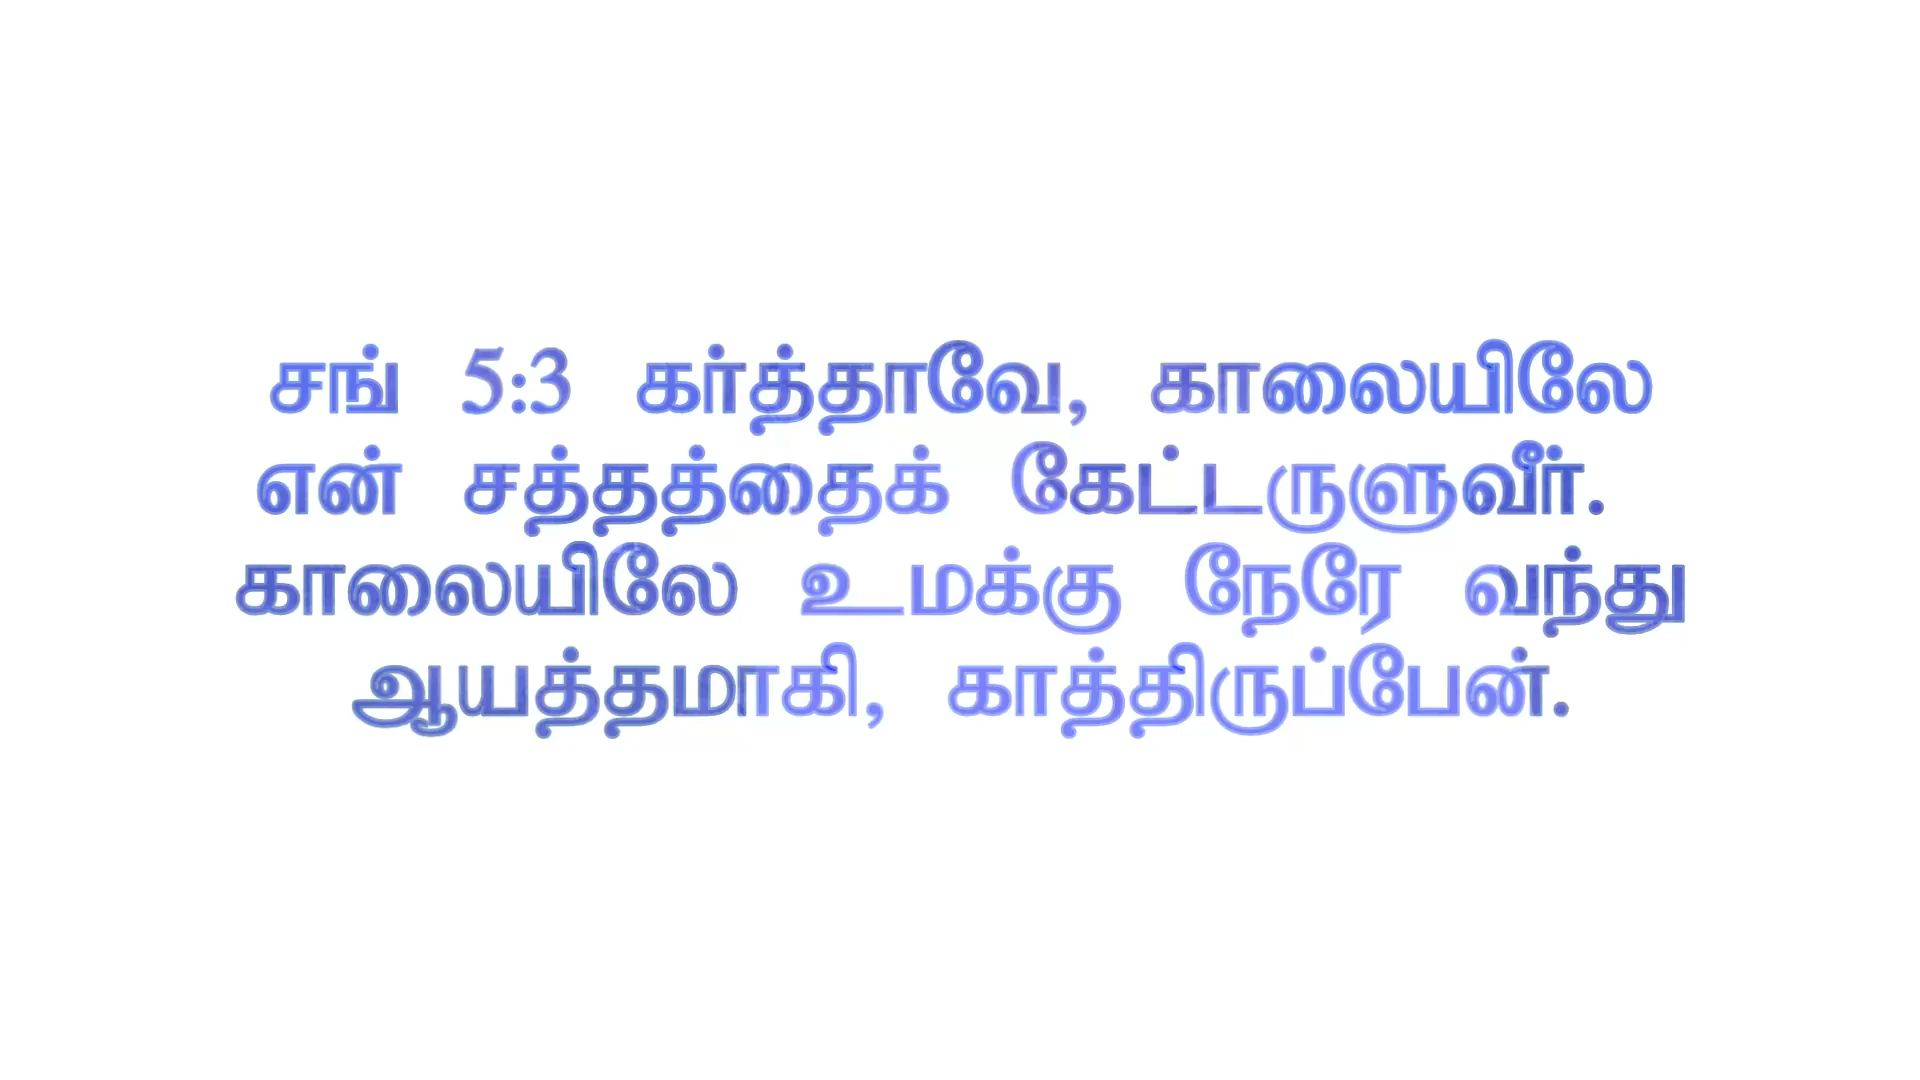 சங் 5:3 கர்த்தாவே, காலையிலே
என் சத்தத்தைக் கேட்டருளுவீர்.
காலையிலே உமக்கு நேரே வந்து
ஆயத்தமாகி, காத்திருப்பேன்.